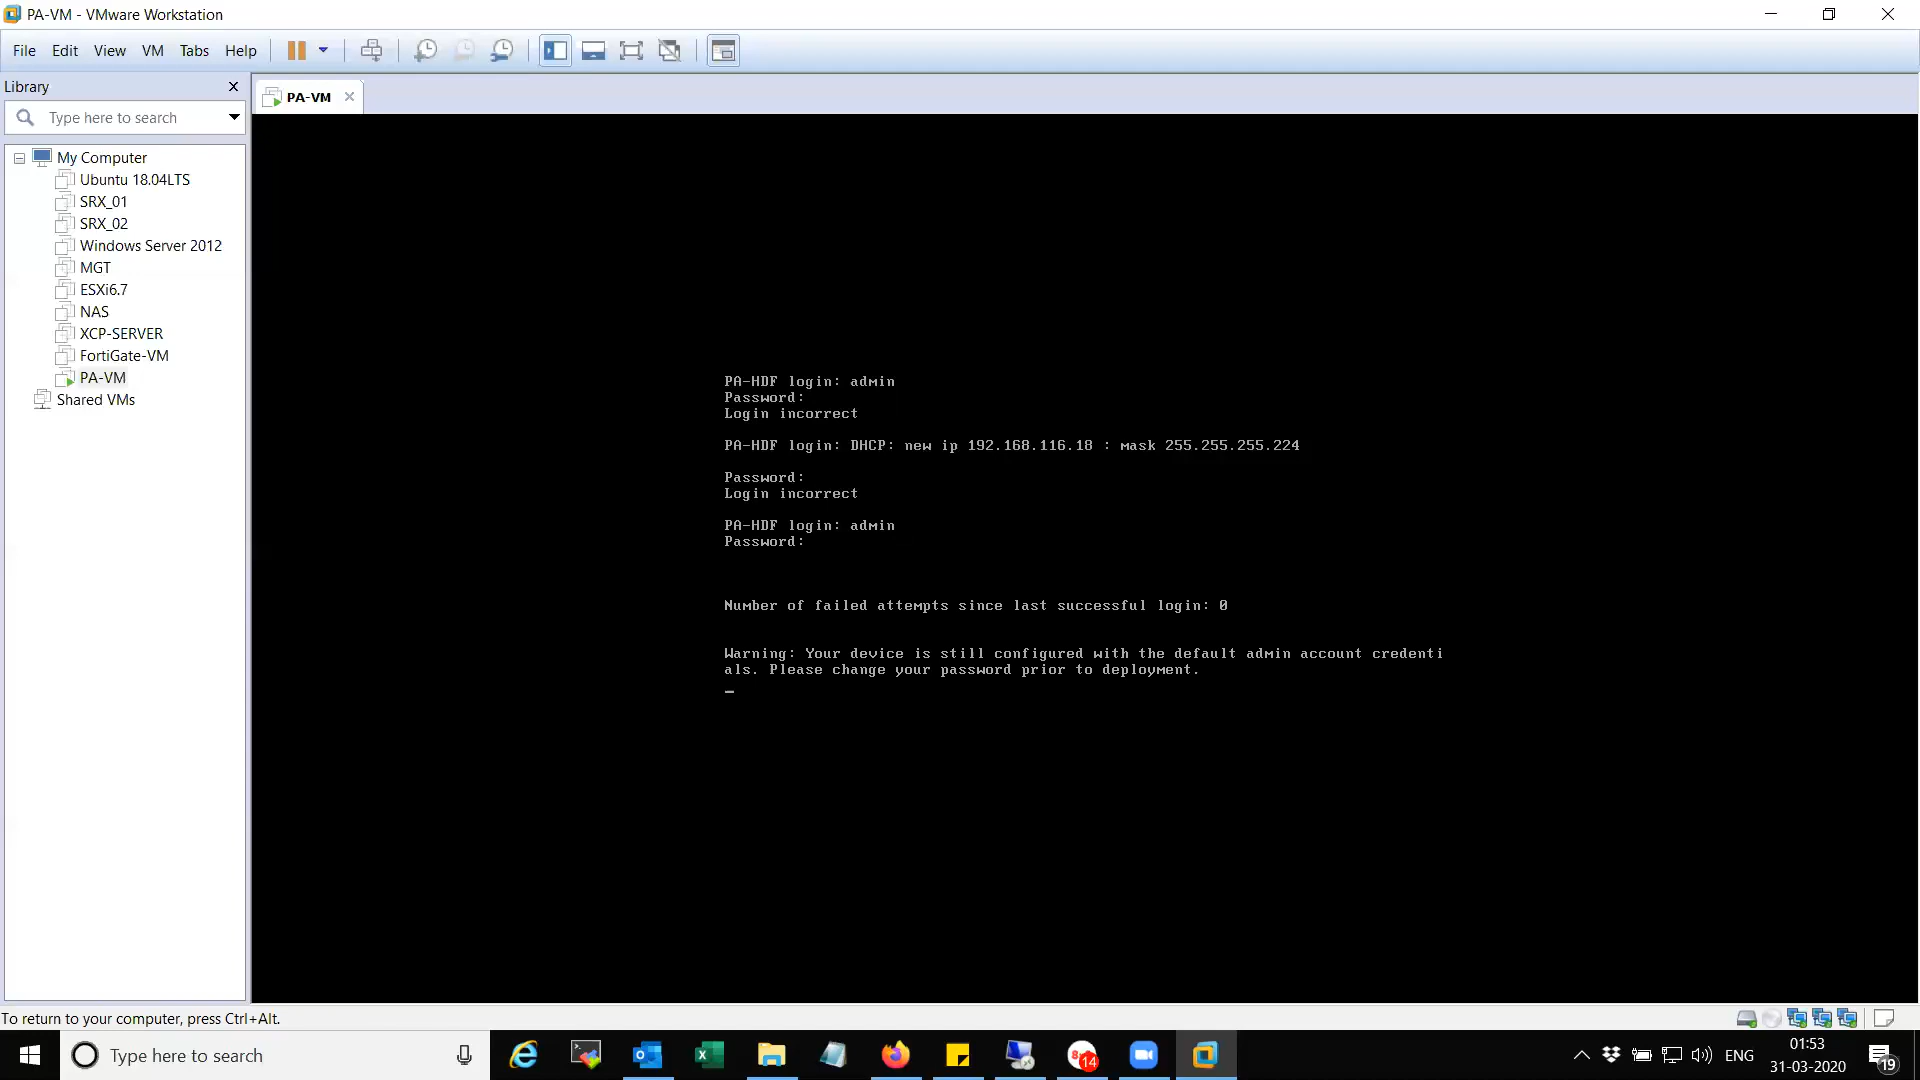 PA-VM - VMware Workstation
File Edit View VM Tabs Help
Library
PA-VM
Type here to search
My Computer
Ubuntu 18.04LTS
SRX_01
SRX_02
Windows Server 2012
MGT
ESXi6.7
NAS
XCP-SERVER
FortiGate-VM
PA-VM
Shared VMs
PA-HDF login: admin
Password:
Login incorrect
PA-HDF login: DHCP: new ip 192.168.116.18 : mask 255.255.255.224
Password:
Login incorrect
PA-HDF login: admin
Password:
Number of failed attempts since last successful login: 0
Warning: Your device is still configured with the default admin account credenti
als. Please change your password prior to deployment.
_
To return to your computer, press Ctrl+Alt.
Type here to search
14
ENG
01:53
31-03-2020
19